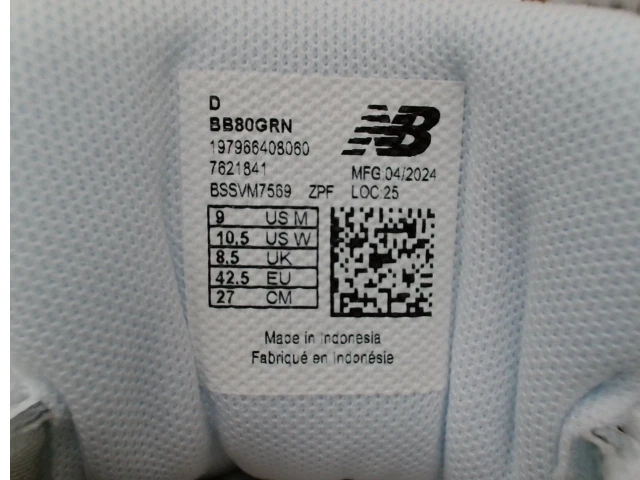 D
BB80GRN
197966408060
7621841
BSSVM7569 ZPF
NB
MFG 04/2024
LOC:25
9 US M
10.5 US W
8.5 UK
42.5 EU
27 CM
Made in Indonesia
Fabriqué en Indonésie